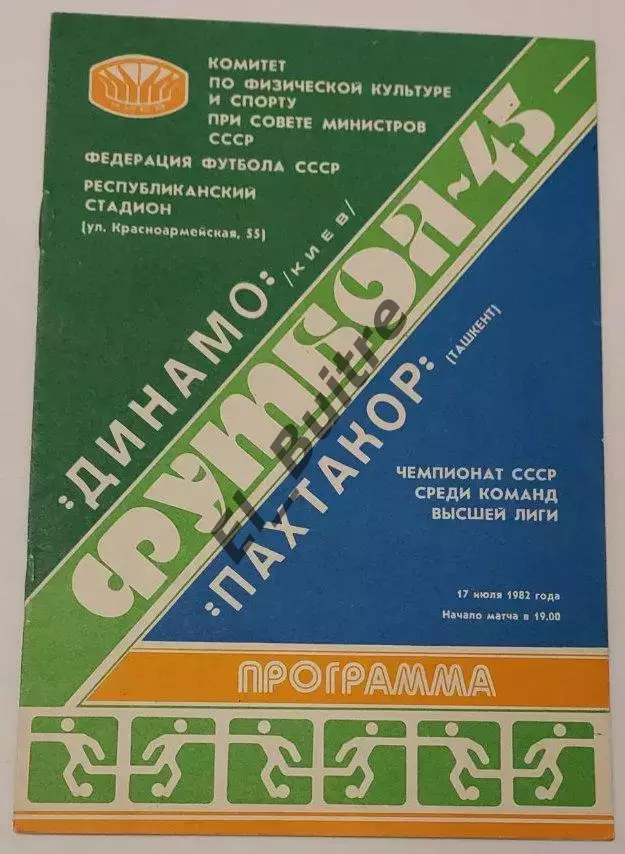 КОМИТЕТ
ПО ФИЗИЧЕСКОЙ КУЛЬТУРЕ
И СПОРТУ
ПРИ СОВЕТЕ МИНИСТРОВ
СССР
ФЕДЕРАЦИЯ ФУТБОЛА СССР
РЕСПУБЛИКАНСКИЙ
СТАДИОН
(ул. Красноармейская, 55)
:ДИНАМО:
/КИЕВ/
ФУТБОЛ-45
:ПАХТАКОР:
(ТАШКЕНТ)
El_Buitre
ЧЕМПИОНАТ СССР
СРЕДИ КОМАНД
ВЫСШЕЙ ЛИГИ
17 июля 1982 года
Начало матча в 19.00
ПРОГРАММА